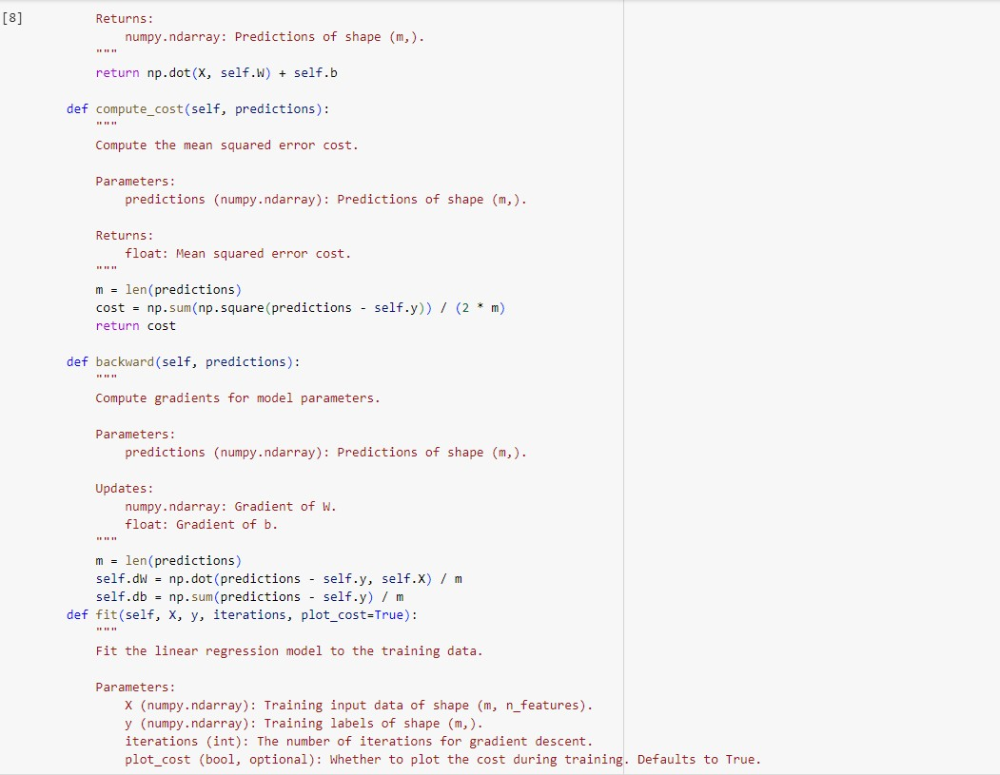 [8]
        Returns:
            numpy.ndarray: Predictions of shape (m,).
        """
        return np.dot(X, self.W) + self.b

    def compute_cost(self, predictions):
        """
        Compute the mean squared error cost.

        Parameters:
            predictions (numpy.ndarray): Predictions of shape (m,).

        Returns:
            float: Mean squared error cost.
        """
        m = len(predictions)
        cost = np.sum(np.square(predictions - self.y)) / (2 * m)
        return cost

    def backward(self, predictions):
        """
        Compute gradients for model parameters.

        Parameters:
            predictions (numpy.ndarray): Predictions of shape (m,).

        Updates:
            numpy.ndarray: Gradient of W.
            float: Gradient of b.
        """
        m = len(predictions)
        self.dW = np.dot(predictions - self.y, self.X) / m
        self.db = np.sum(predictions - self.y) / m
    def fit(self, X, y, iterations, plot_cost=True):
        """
        Fit the linear regression model to the training data.

        Parameters:
            X (numpy.ndarray): Training input data of shape (m, n_features).
            y (numpy.ndarray): Training labels of shape (m,).
            iterations (int): The number of iterations for gradient descent.
            plot_cost (bool, optional): Whether to plot the cost during training. Defaults to True.